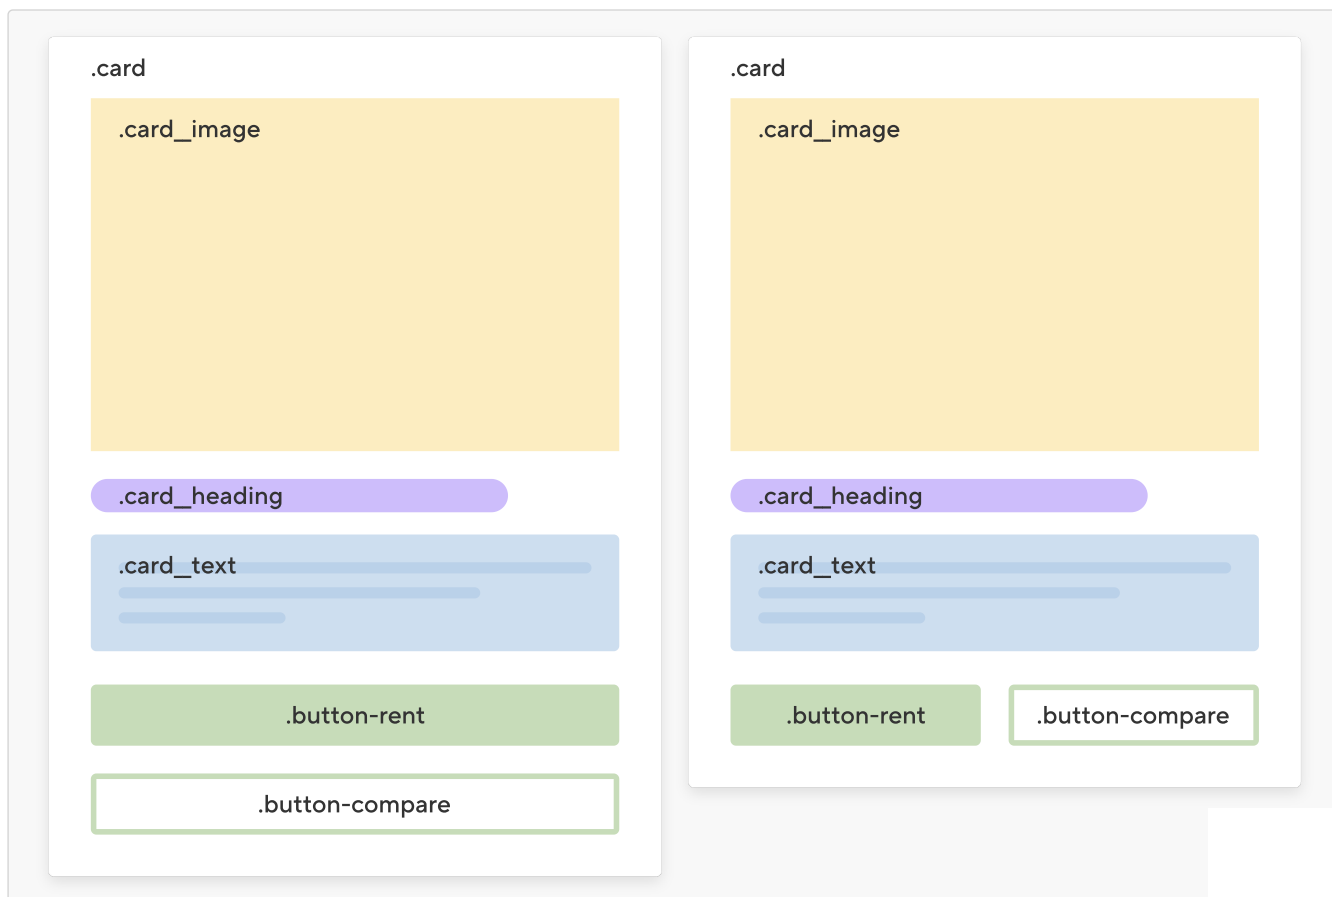 .card
.card_image
.card_heading
.card_text
.button-rent
.button-compare
.card
.card_image
.card_heading
.card_text
.button-rent
.button-compare